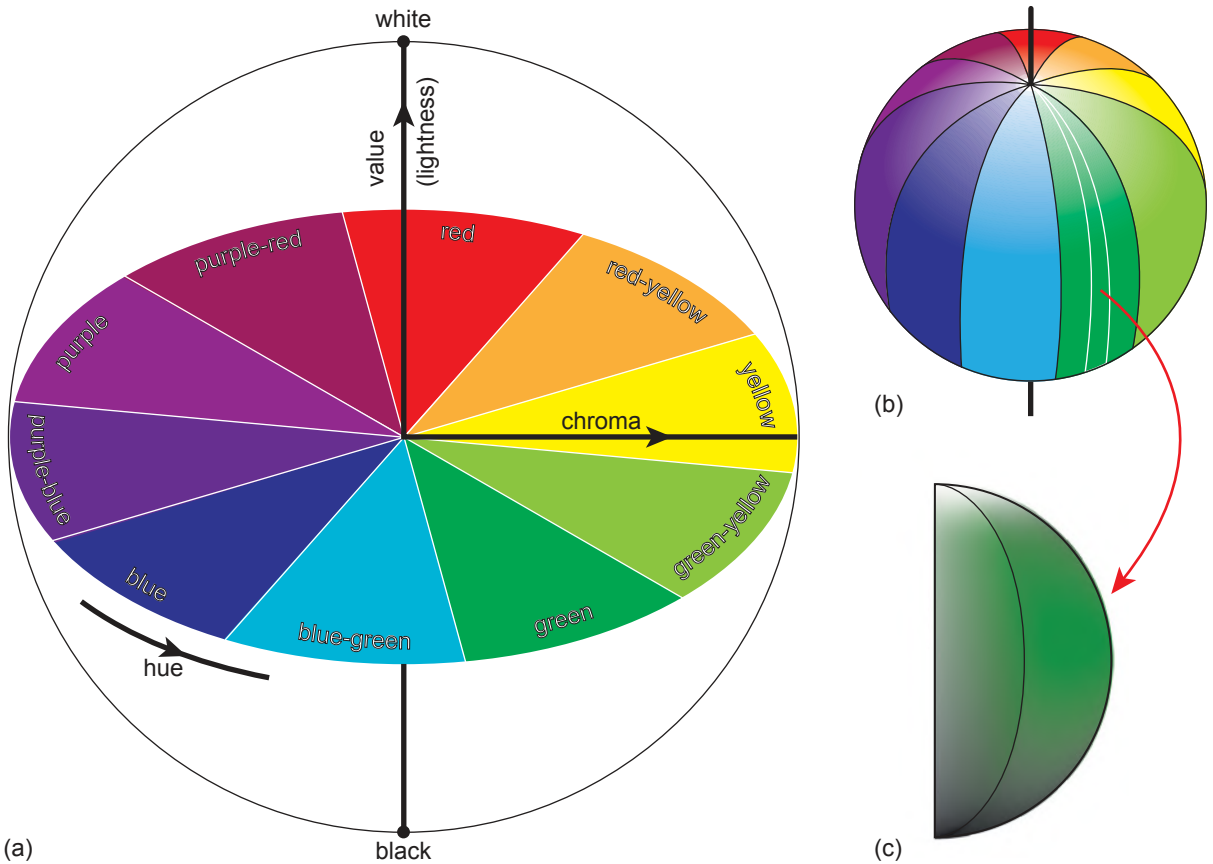 white
value
(lightness)
red
purple-red
red-yellow
purple
yellow
chroma
purple-blue
green-yellow
blue
blue-green
green
hue
black
(a)
(b)
(c)